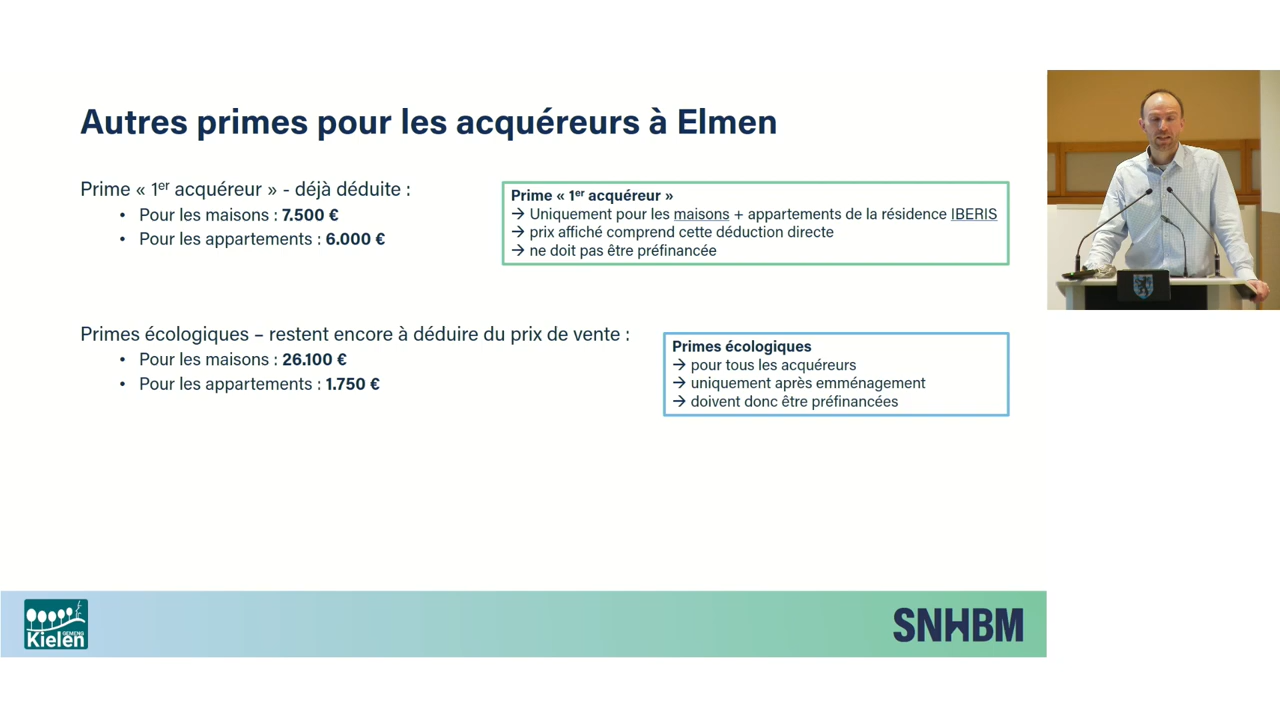 Autres primes pour les acquéreurs à Elmen
Prime « 1er acquéreur » - déjà déduite :
• Pour les maisons : 7.500 €
• Pour les appartements : 6.000 €
Prime « 1er acquéreur »
→ Uniquement pour les maisons + appartements de la résidence IBERIS
→ prix affiché comprend cette déduction directe
→ ne doit pas être préfinancée
Primes écologiques – restent encore à déduire du prix de vente :
• Pour les maisons : 26.100 €
• Pour les appartements : 1.750 €
Primes écologiques
→ pour tous les acquéreurs
→ uniquement après emménagement
→ doivent donc être préfinancées
GEMENG
Kielen
SNHBM